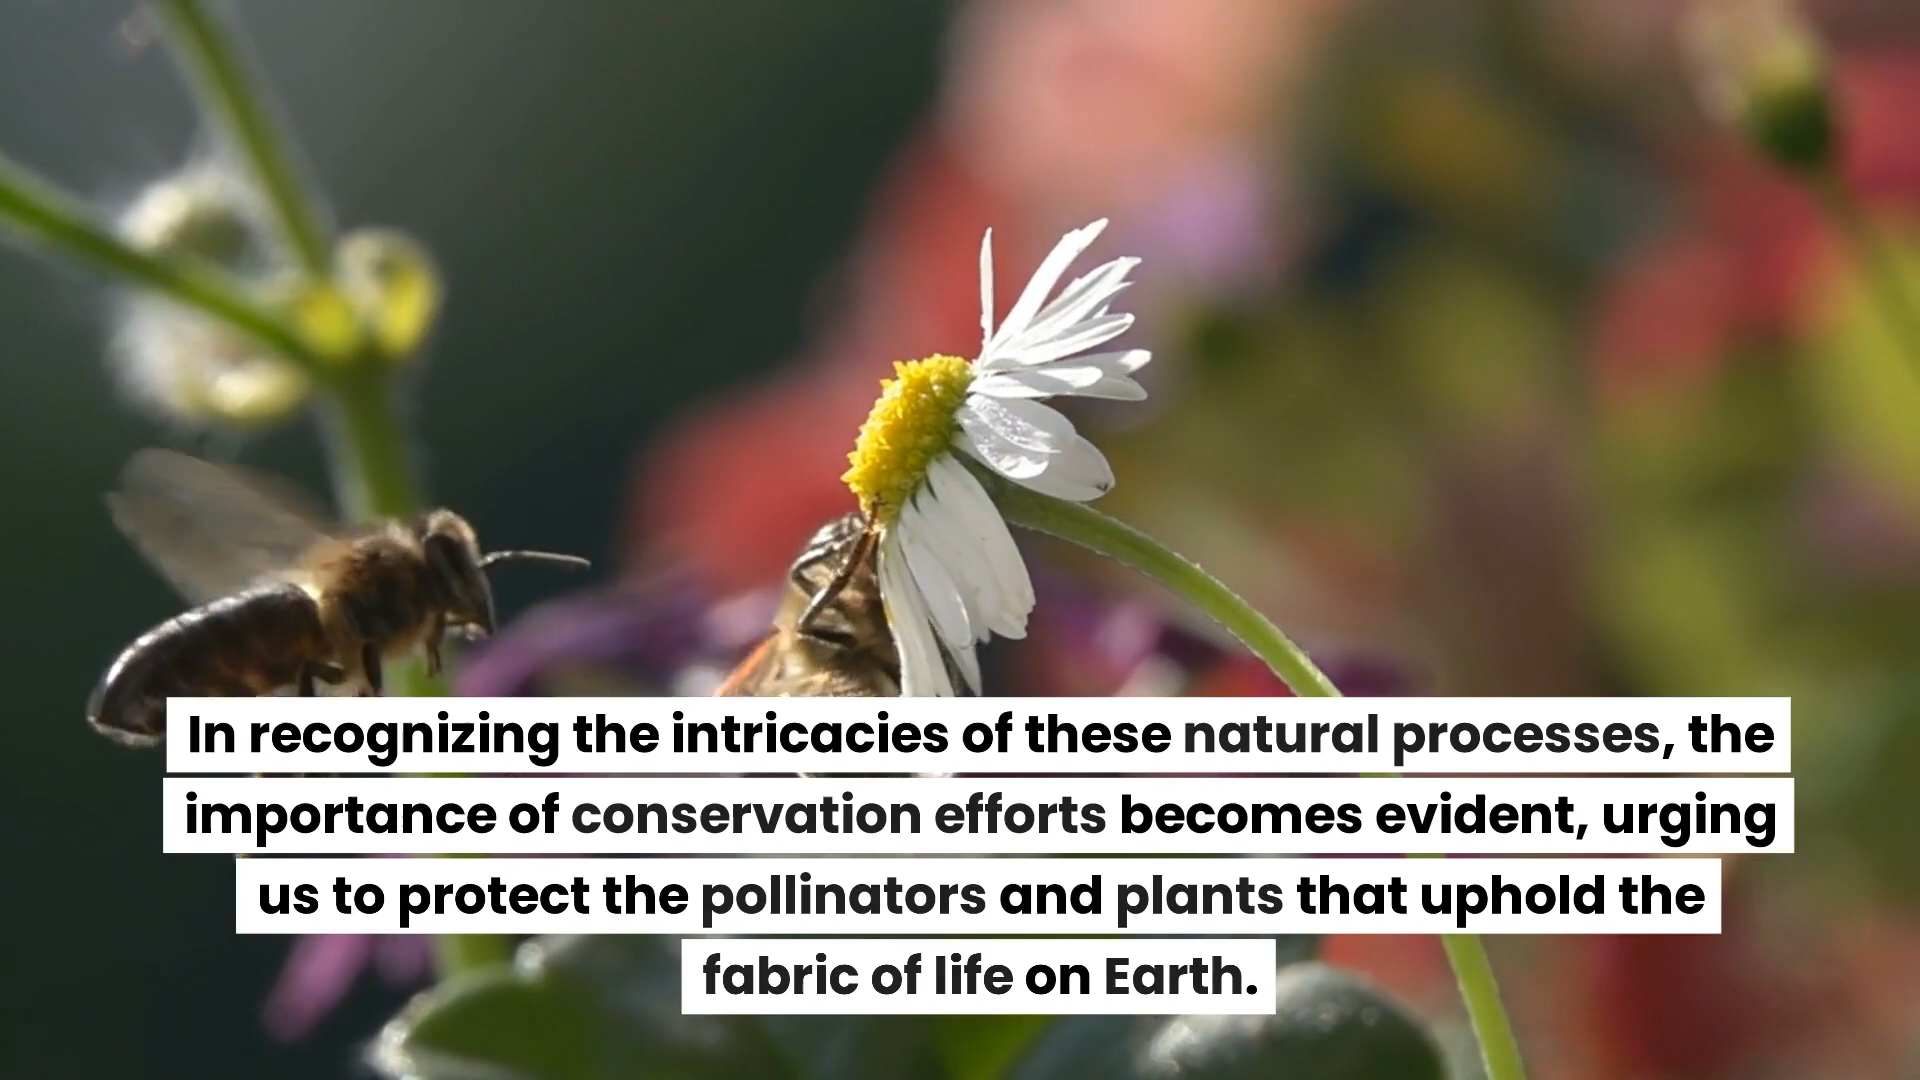 In recognizing the intricacies of these natural processes, the
importance of conservation efforts becomes evident, urging
us to protect the pollinators and plants that uphold the
fabric of life on Earth.